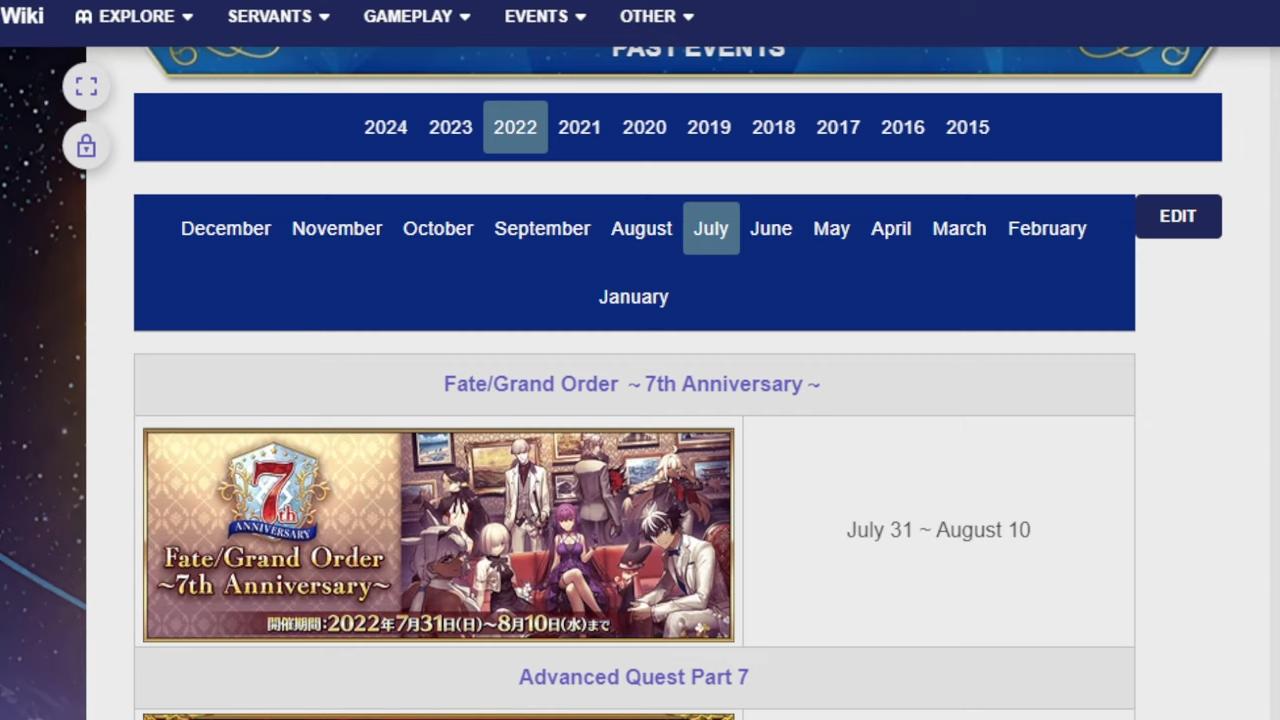 Wiki EXPLORE SERVANTS GAMEPLAY EVENTS OTHER
PAST EVENTS
2024 2023 2022 2021 2020 2019 2018 2017 2016 2015
December November October September August July June May April March February
January
EDIT
Fate/Grand Order ~ 7th Anniversary ~
7th
ANNIVERSARY
Fate/Grand Order
~7th Anniversary~
開催期間:2022年7月31日(日)~8月10日(水)まで
July 31 ~ August 10
Advanced Quest Part 7